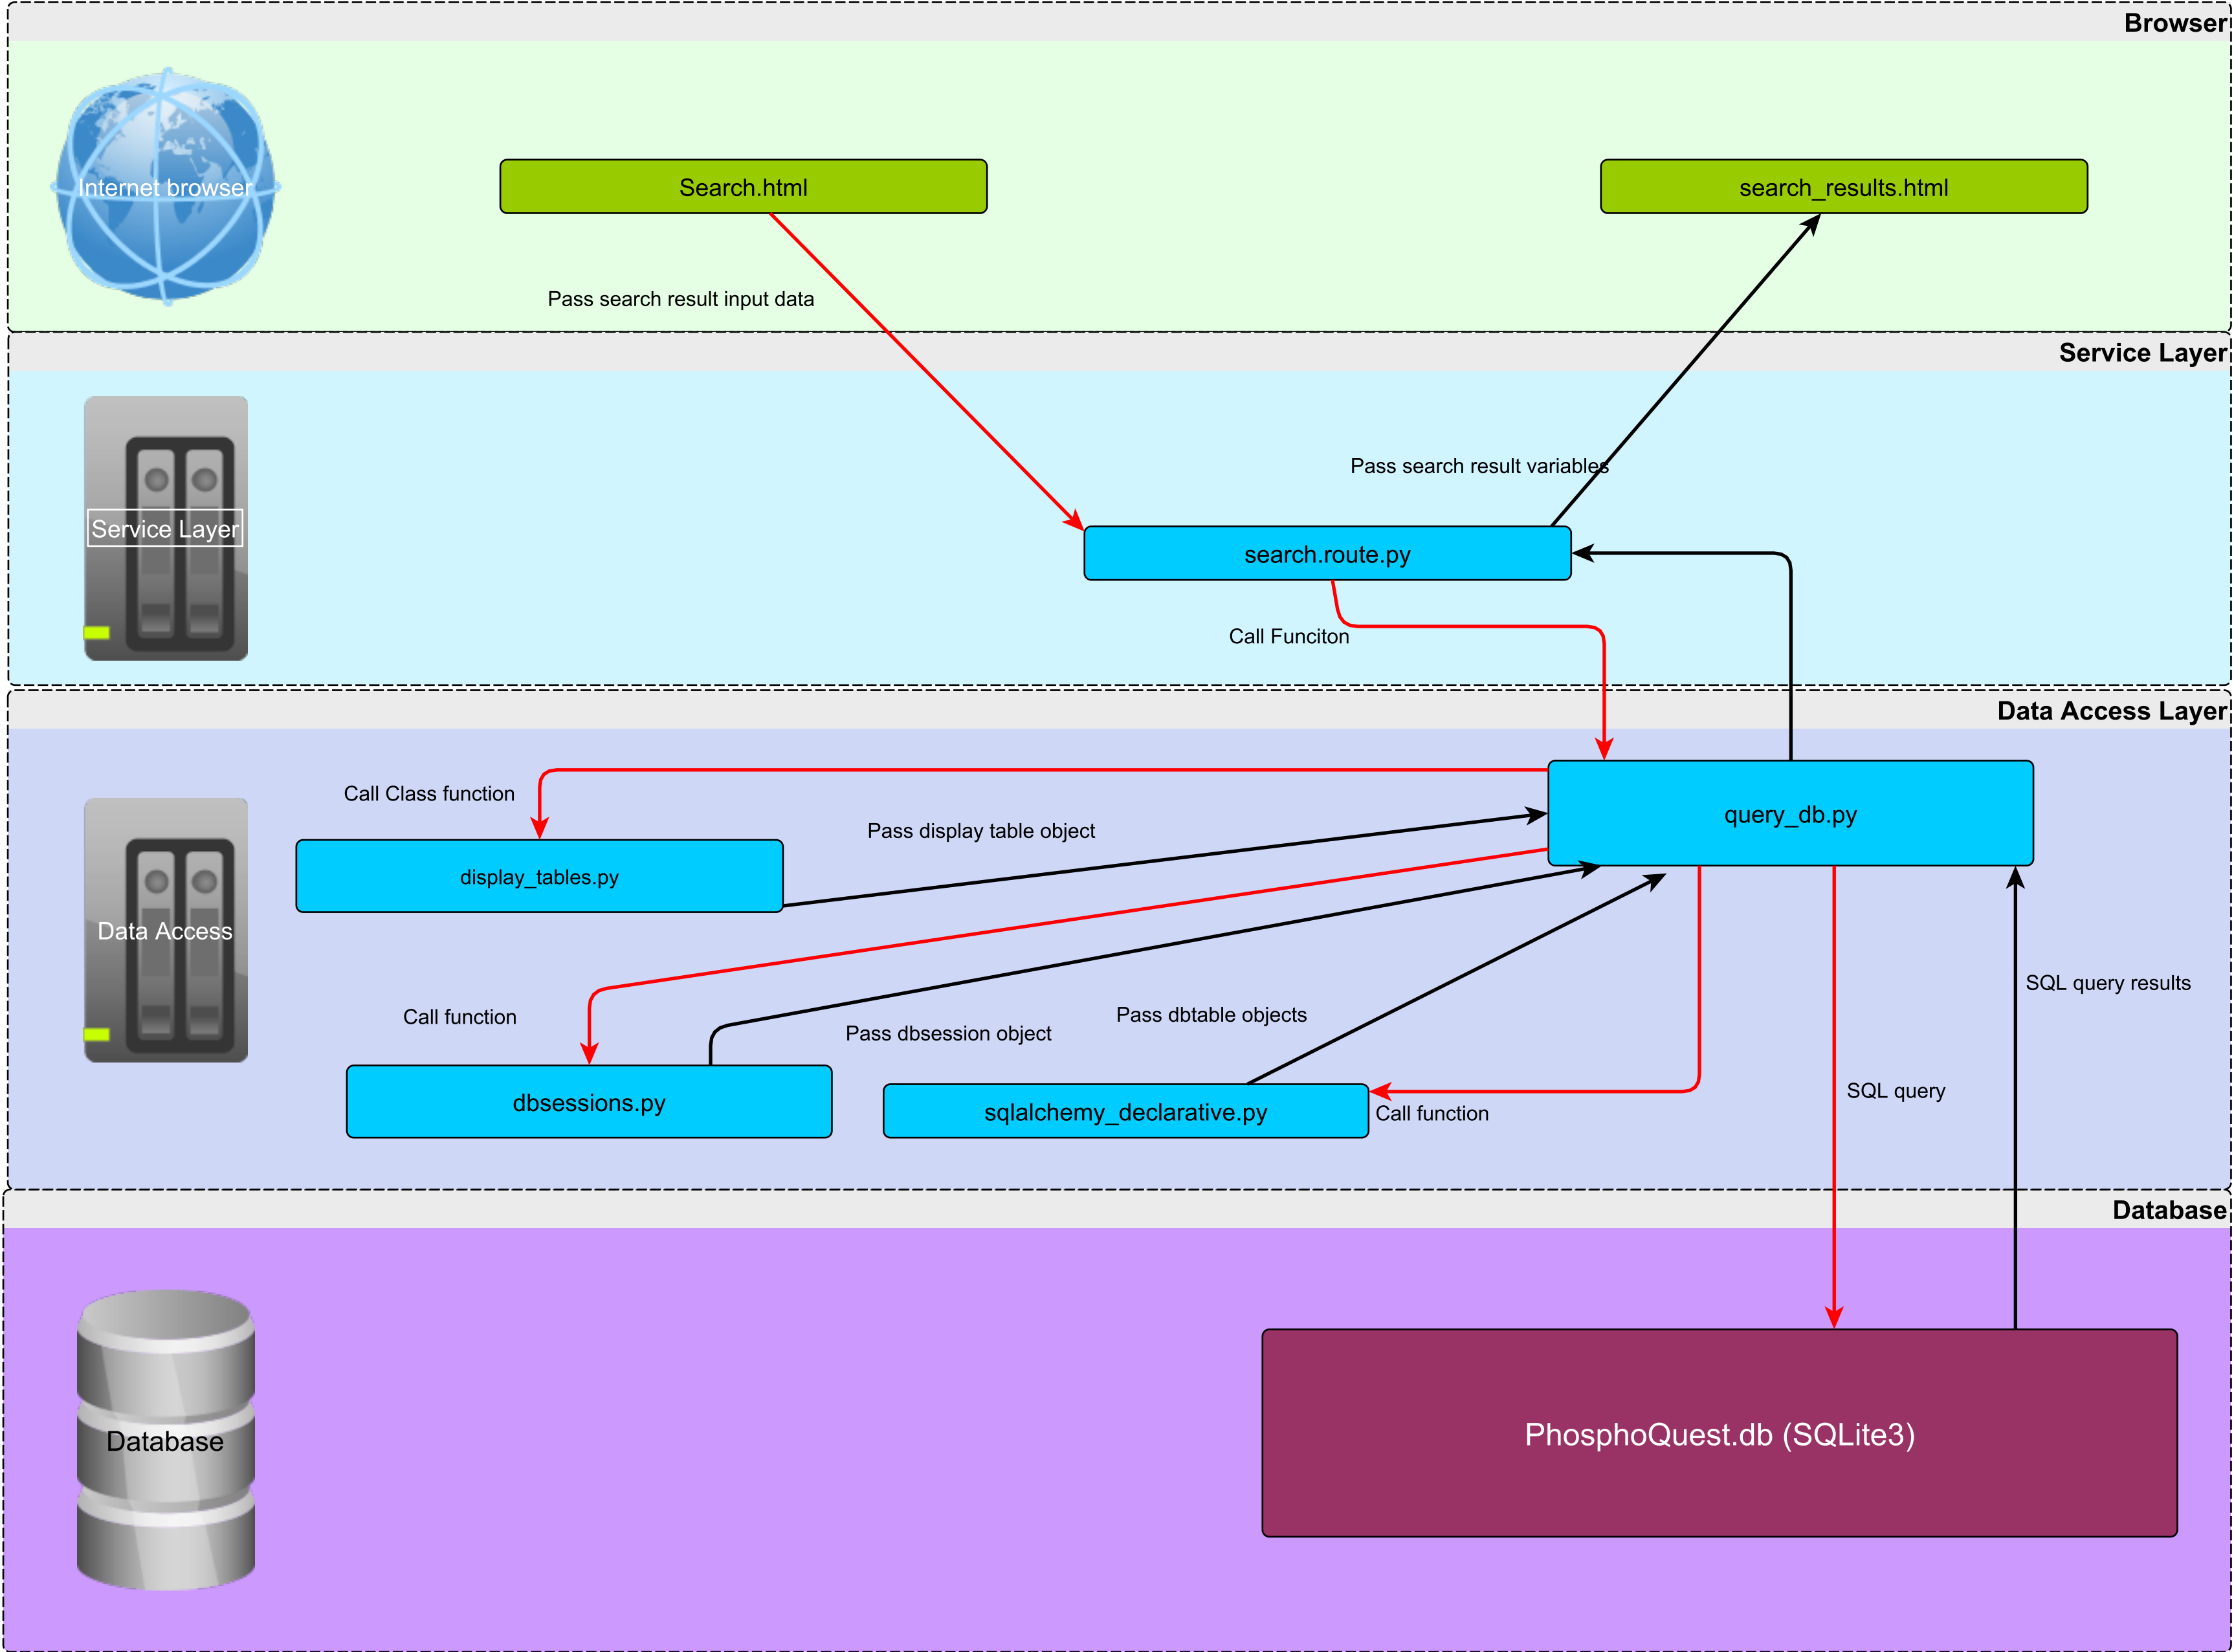 Browser
Internet browser
Search.html
search_results.html
Pass search result input data
Service Layer
Pass search result variables
Service Layer
search.route.py
Call Funciton
Data Access Layer
Call Class function
Pass display table object
query_db.py
display_tables.py
Data Access
SQL query results
Call function
Pass dbsession object
Pass dbtable objects
SQL query
dbsessions.py
sqlalchemy_declarative.py
Call function
Database
Database
PhosphoQuest.db (SQLite3)